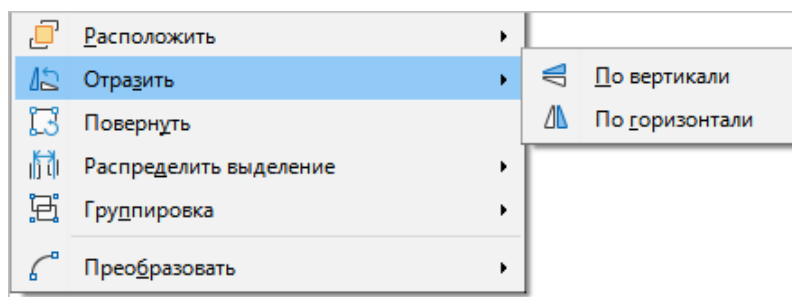 Расположить
Отразить
По вертикали
По горизонтали
Повернуть
Распределить выделение
Группировка
Преобразовать